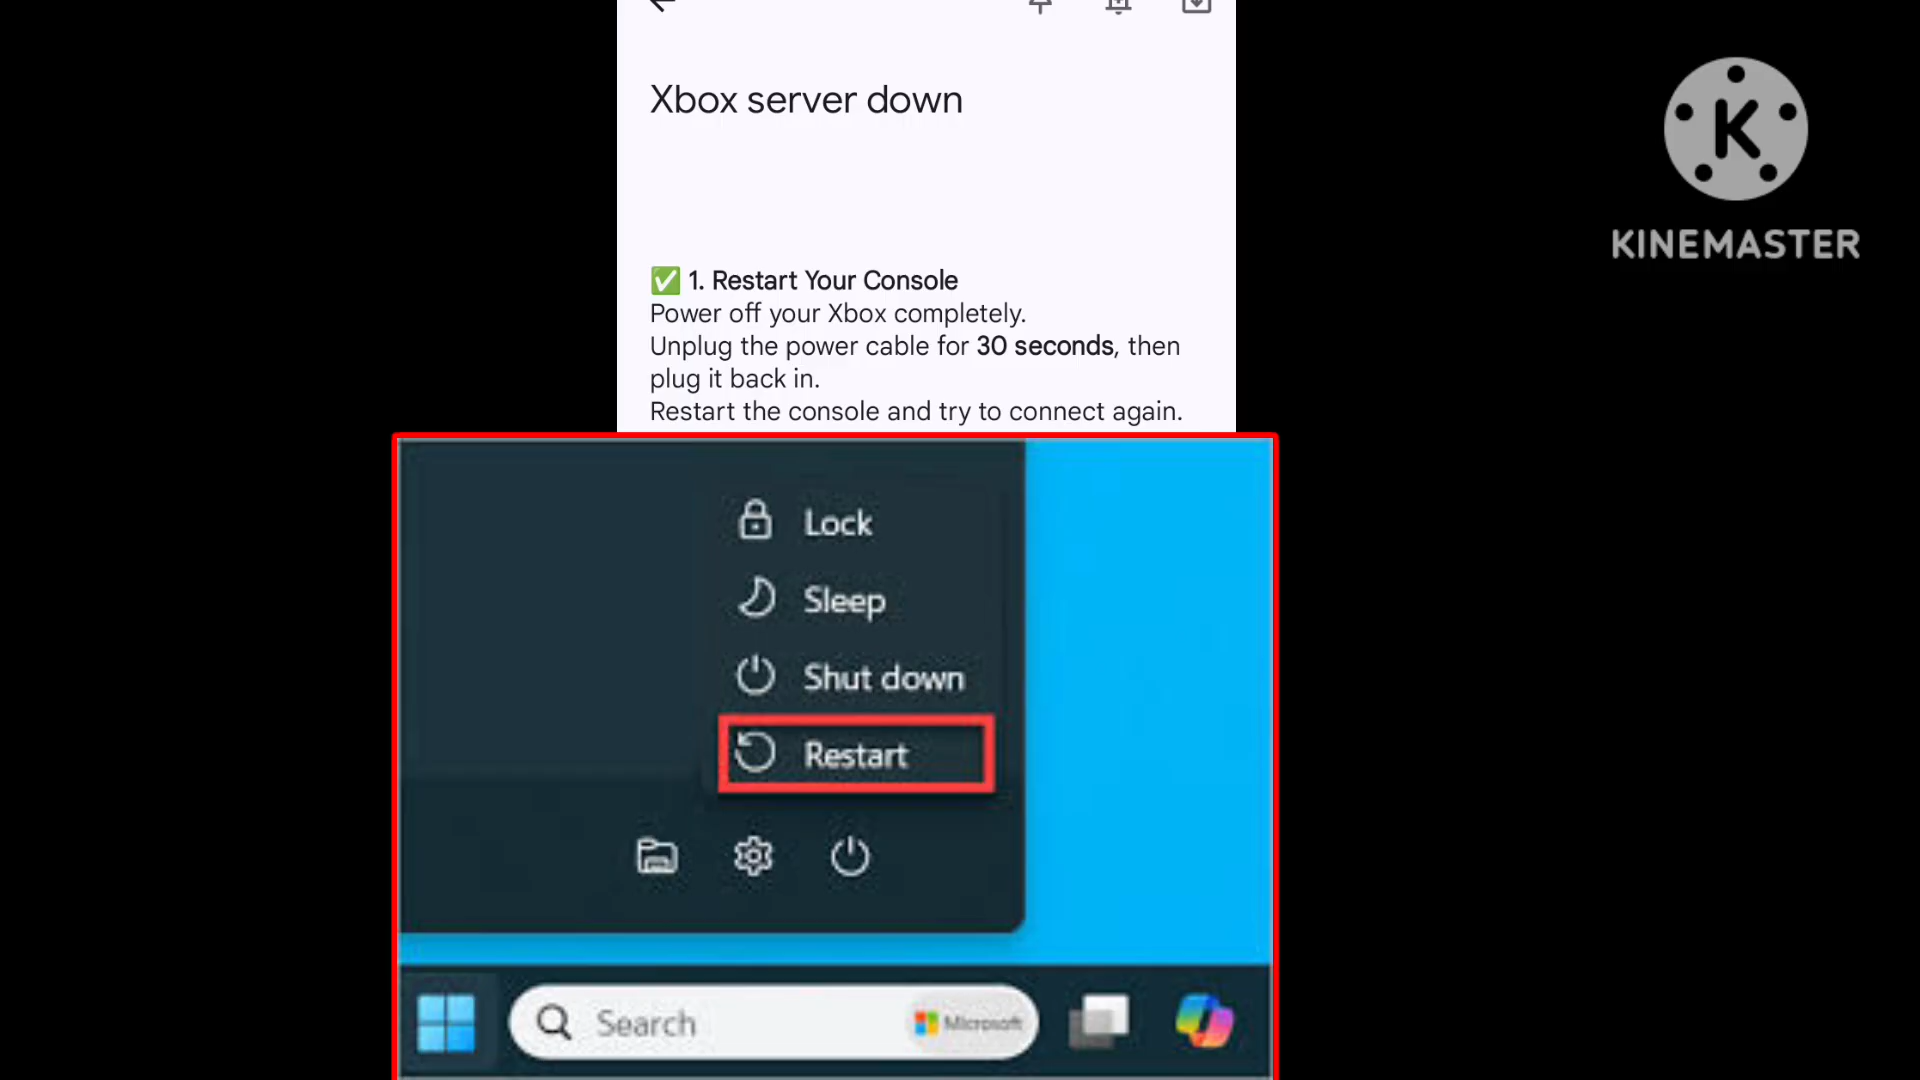 Xbox server down
KINEMASTER
✅ 1. Restart Your Console
Power off your Xbox completely.
Unplug the power cable for 30 seconds, then
plug it back in.
Restart the console and try to connect again.
Lock
Sleep
Shut down
Restart
Search
Microsoft